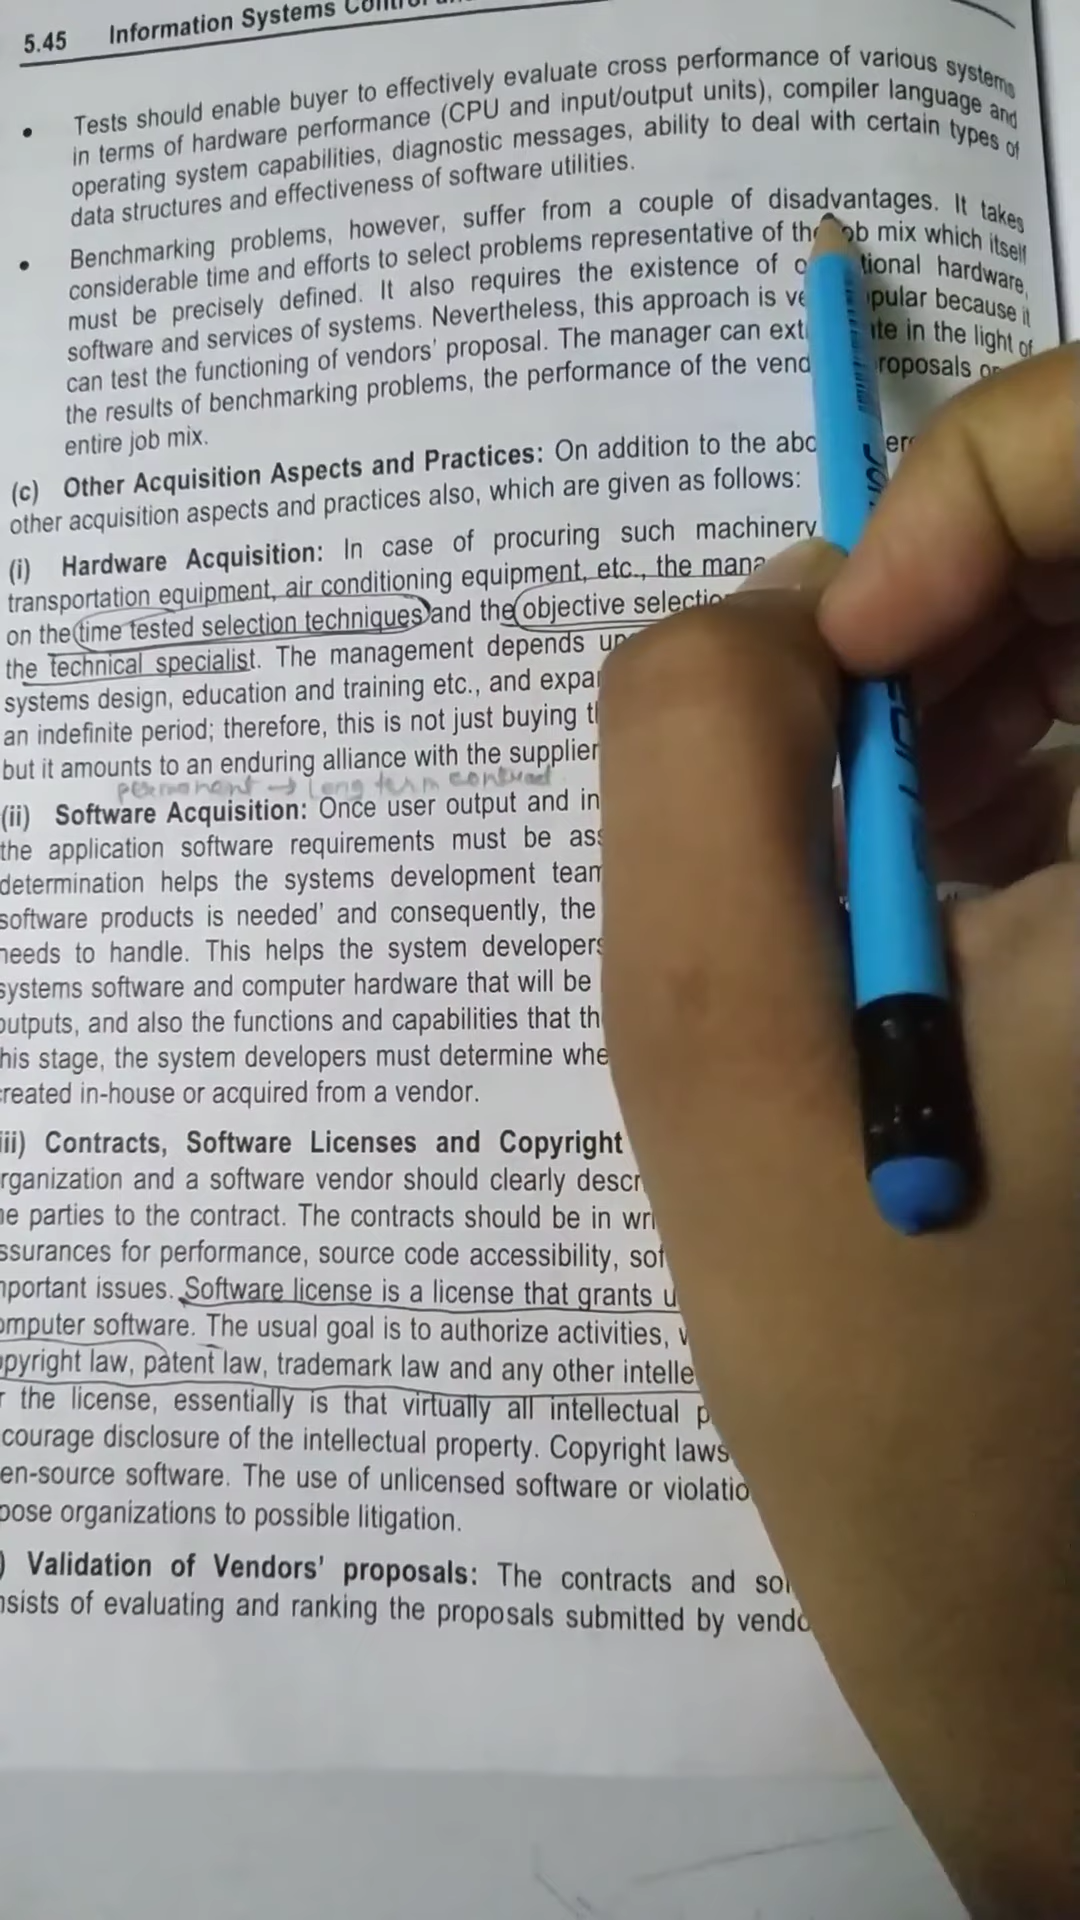 5.45 Information Systems Control
• Tests should enable buyer to effectively evaluate cross performance of various systems
in terms of hardware performance (CPU and input/output units), compiler language and
operating system capabilities, diagnostic messages, ability to deal with certain types of
data structures and effectiveness of software utilities.
• Benchmarking problems, however, suffer from a couple of disadvantages. It takes
considerable time and efforts to select problems representative of the job mix which itself
must be precisely defined. It also requires the existence of tional hardware,
software and services of systems. Nevertheless, this approach is ve pular because it
can test the functioning of vendors' proposal. The manager can ext te in the light of
the results of benchmarking problems, the performance of the vend roposals on
entire job mix.
(c) Other Acquisition Aspects and Practices: On addition to the abo
other acquisition aspects and practices also, which are given as follows:
(i) Hardware Acquisition: In case of procuring such machinery
transportation equipment, air conditioning equipment, etc., the mana
on the time tested selection techniques and the objective selectio
the technical specialist. The management depends up
systems design, education and training etc., and expa
an indefinite period; therefore, this is not just buying t
but it amounts to an enduring alliance with the supplier
permanent → Long term contract
(ii) Software Acquisition: Once user output and in
the application software requirements must be ass
determination helps the systems development team
software products is needed' and consequently, the
needs to handle. This helps the system developers
systems software and computer hardware that will be
outputs, and also the functions and capabilities that th
his stage, the system developers must determine whe
created in-house or acquired from a vendor.
iii) Contracts, Software Licenses and Copyright
rganization and a software vendor should clearly descr
he parties to the contract. The contracts should be in wri
ssurances for performance, source code accessibility, sof
mportant issues. Software license is a license that grants u
omputer software. The usual goal is to authorize activities, w
opyright law, patent law, trademark law and any other intelle
r the license, essentially is that virtually all intellectual p
courage disclosure of the intellectual property. Copyright laws
en-source software. The use of unlicensed software or violatio
pose organizations to possible litigation.
) Validation of Vendors' proposals: The contracts and so
nsists of evaluating and ranking the proposals submitted by vendo